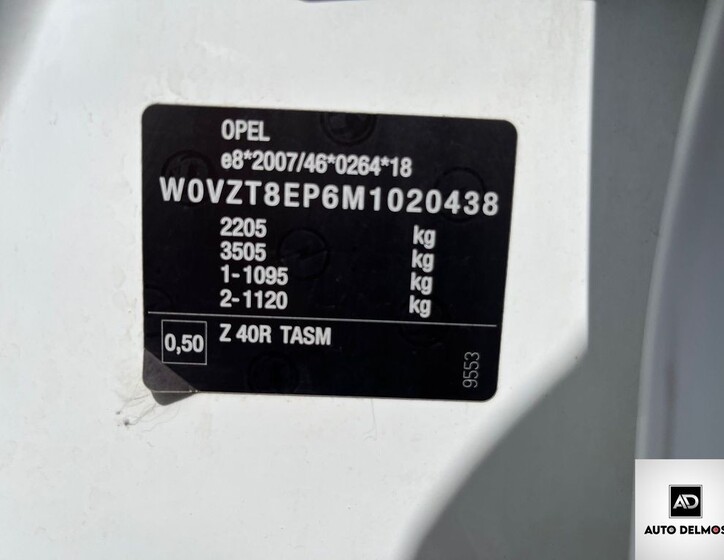 OPEL
e8*2007/46*0264*18
W0VZT8EP6M1020438
2205 kg
3505 kg
1-1095 kg
2-1120 kg
0,50 Z 40R TASM
9553
AD
AUTO DELMOS